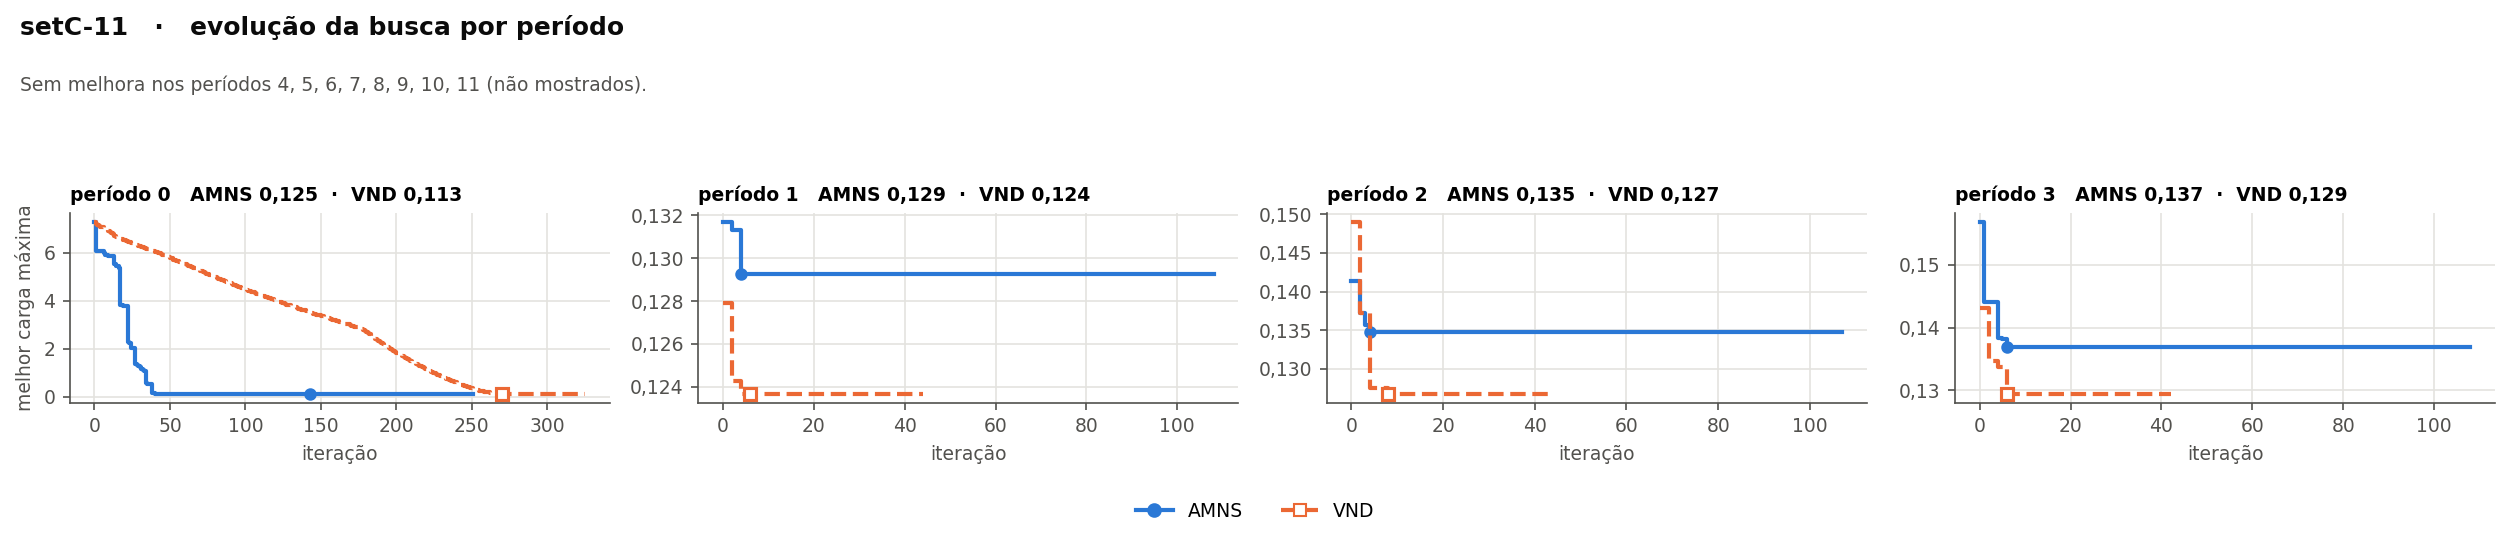 setC-11 · evolução da busca por período
Sem melhora nos períodos 4, 5, 6, 7, 8, 9, 10, 11 (não mostrados).
período 0 AMNS 0,125 · VND 0,113
melhor carga máxima
6
4
2
0
0 50 100 150 200 250 300
iteração
período 1 AMNS 0,129 · VND 0,124
0,132
0,130
0,128
0,126
0,124
0 20 40 60 80 100
iteração
período 2 AMNS 0,135 · VND 0,127
0,150
0,145
0,140
0,135
0,130
0 20 40 60 80 100
iteração
período 3 AMNS 0,137 · VND 0,129
0,15
0,14
0,13
0 20 40 60 80 100
iteração
AMNS VND